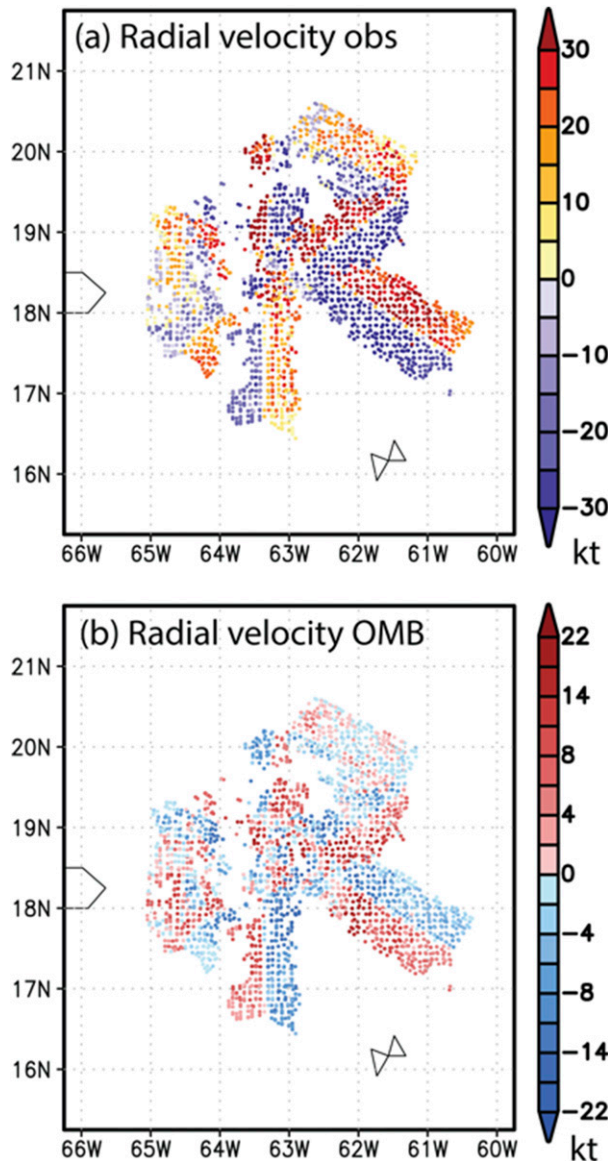 (a) Radial velocity obs
21N
20N
19N
18N
17N
16N
66W 65W 64W 63W 62W 61W 60W
30
20
10
0
−10
−20
−30
kt
(b) Radial velocity OMB
21N
20N
19N
18N
17N
16N
66W 65W 64W 63W 62W 61W 60W
22
14
8
4
0
−4
−8
−14
−22
kt